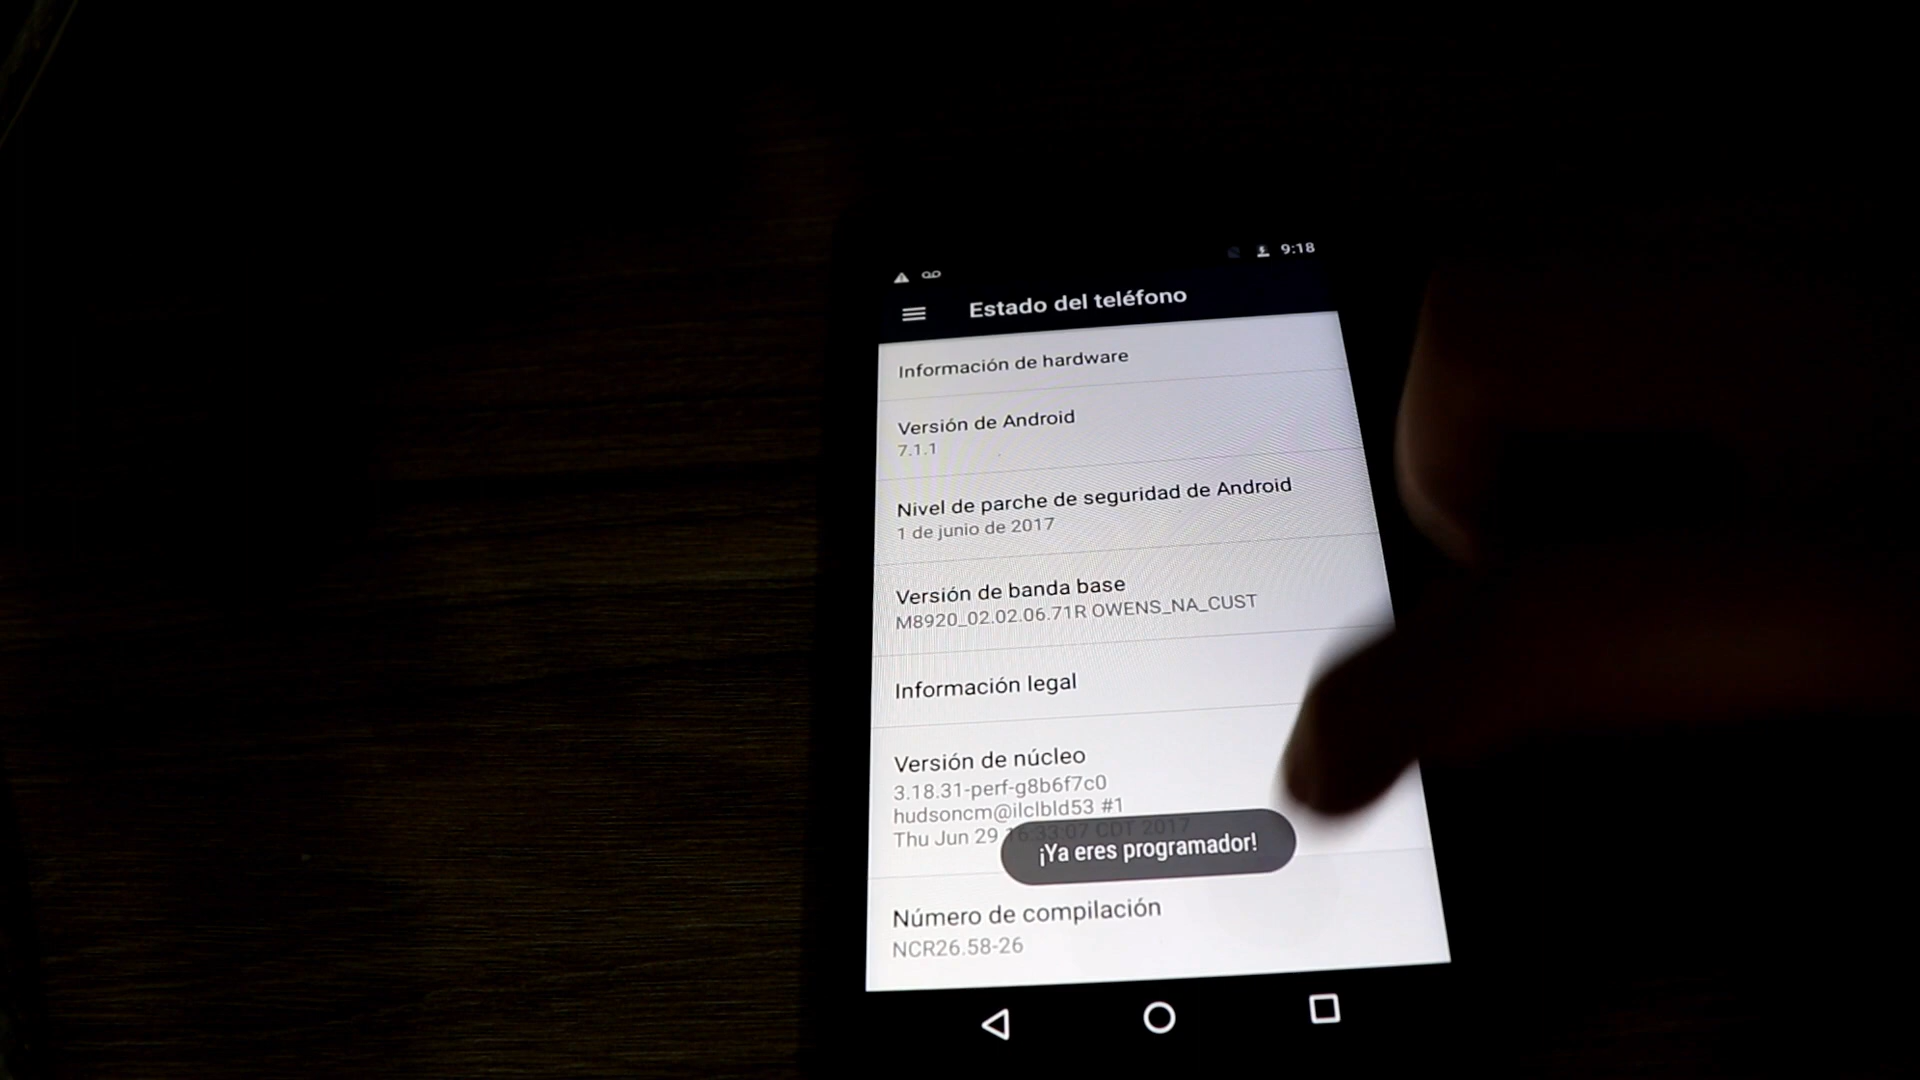 9:18
Estado del teléfono
Información de hardware
Versión de Android
7.1.1
Nivel de parche de seguridad de Android
1 de junio de 2017
Versión de banda base
M8920_02.02.06.71R OWENS_NA_CUST
Información legal
Versión de núcleo
3.18.31-perf-g8b6f7c0
hudsoncm@ilclbld53 #1
Thu Jun 29 16:33:07 CDT 2017
¡Ya eres programador!
Número de compilación
NCR26.58-26